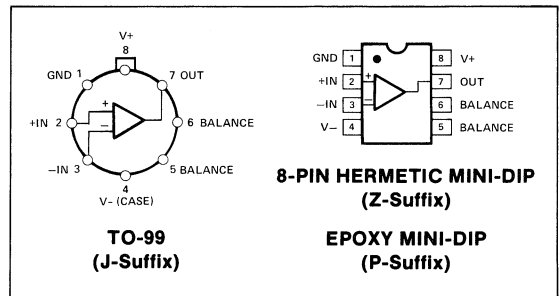 V+
8
GND 1
7 OUT
+
+IN 2
6 BALANCE
−
−IN 3
5 BALANCE
4
V− (CASE)
TO-99
(J-Suffix)
GND 1
8 V+
+IN 2
+
7 OUT
−IN 3
−
6 BALANCE
V− 4
5 BALANCE
8-PIN HERMETIC MINI-DIP
(Z-Suffix)
EPOXY MINI-DIP
(P-Suffix)